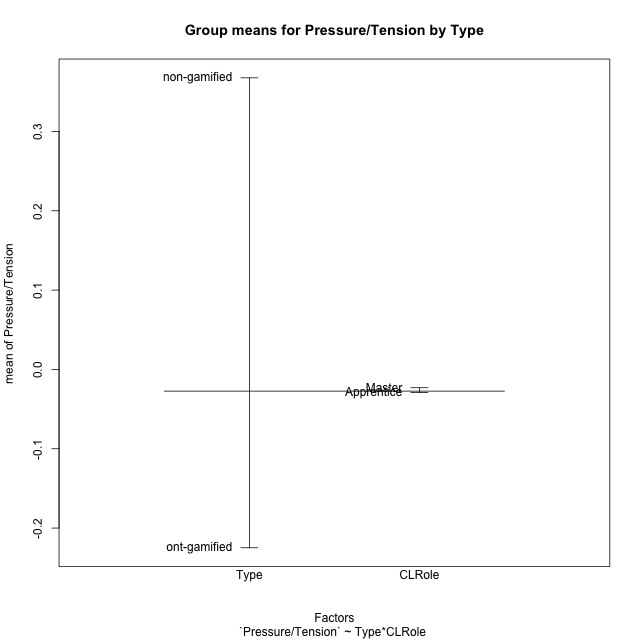 Group means for Pressure/Tension by Type
mean of Pressure/Tension
0.3
0.2
0.1
0.0
-0.1
-0.2
non-gamified
Master
Apprentice
ont-gamified
Type CLRole
Factors
`Pressure/Tension` ~ Type*CLRole